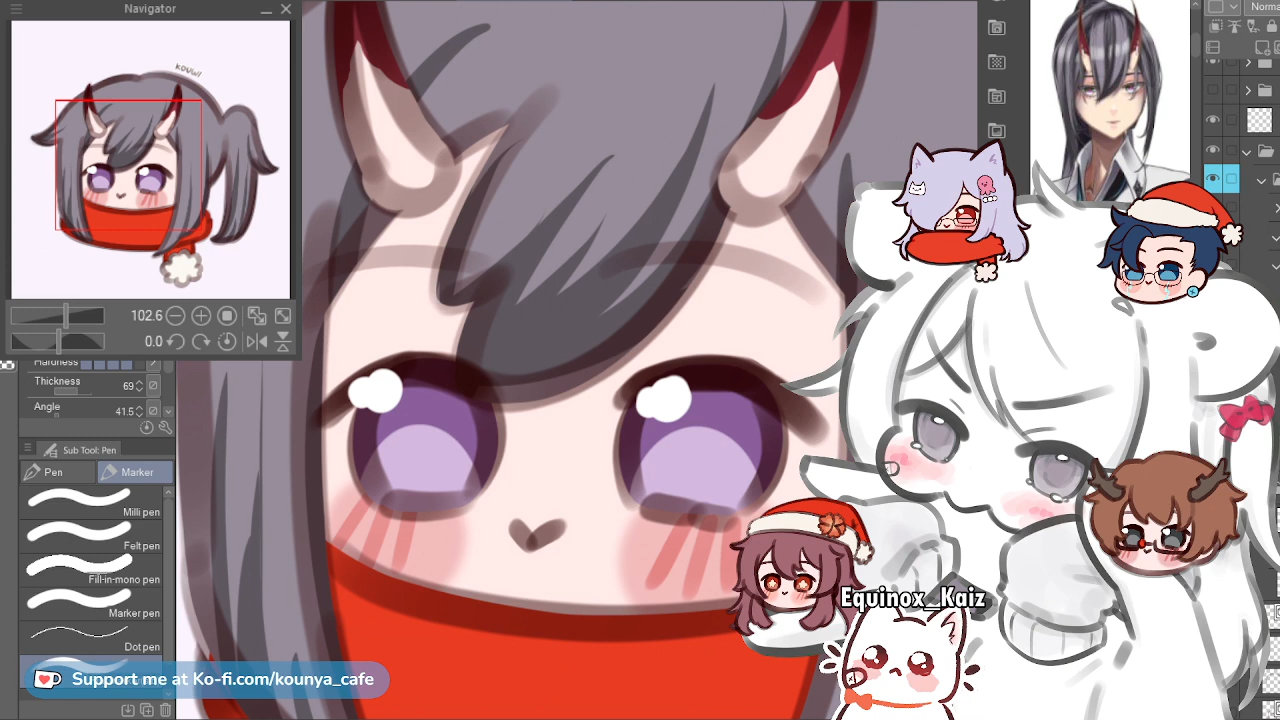 Navigator
KOUWI
102.6
0.0
Norma
Hardness
Thickness 69
Angle 41.5
Sub Tool: Pen
Pen
Marker
Milli pen
Felt pen
Fill-in-mono pen
Marker pen
Dot pen
Support me at Ko-fi.com/kounya_cafe
Equinox_Kaiz